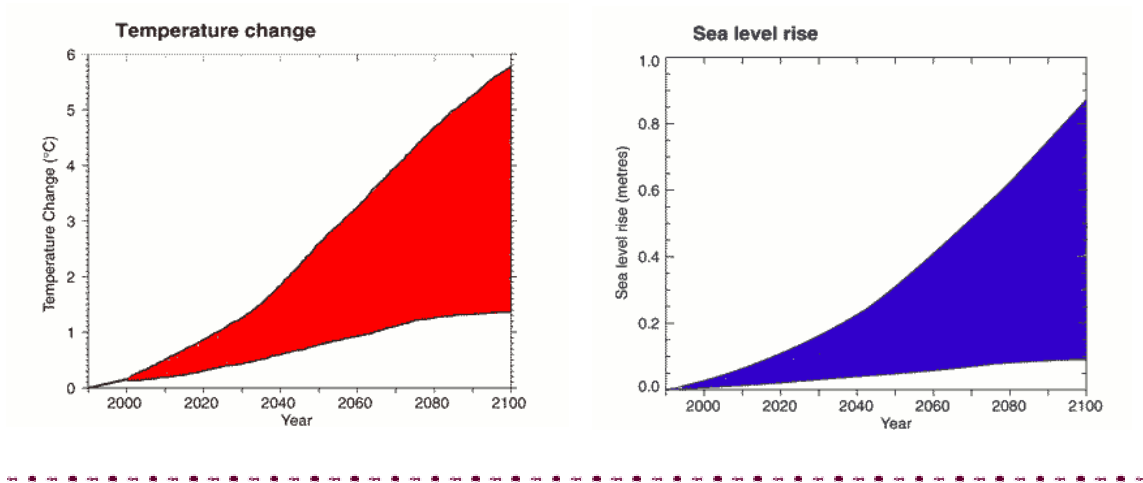 Temperature change
6
5
4
3
2
1
0
Temperature Change (°C)
2000 2020 2040 2060 2080 2100
Year
Sea level rise
1.0
0.8
0.6
0.4
0.2
0.0
Sea level rise (metres)
2000 2020 2040 2060 2080 2100
Year